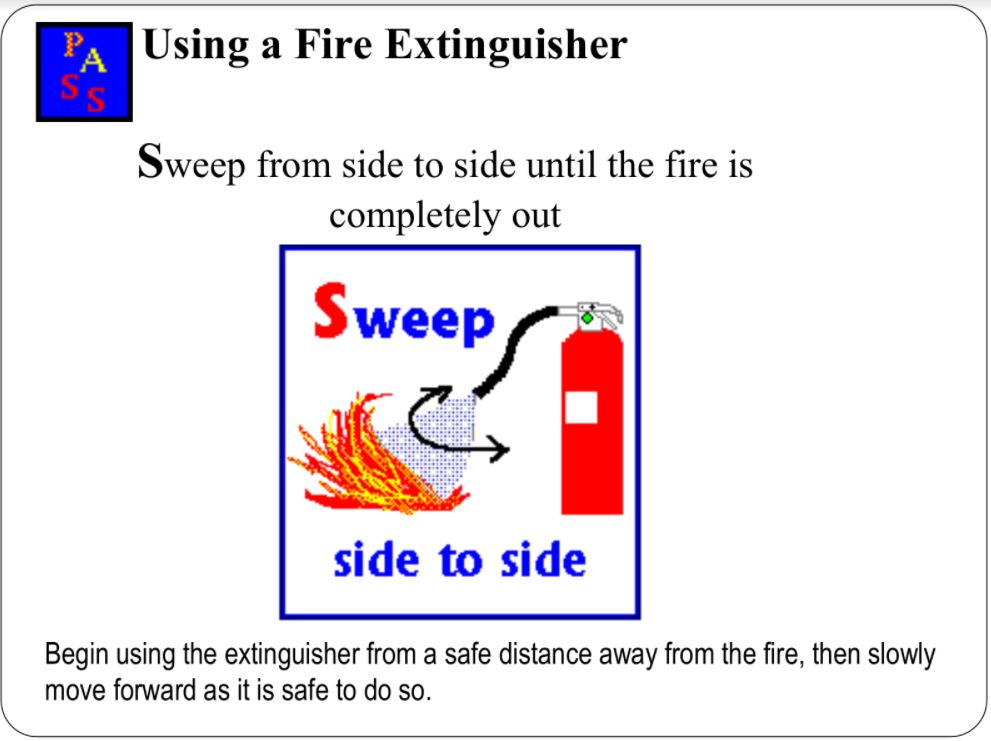 PASS
Using a Fire Extinguisher
Sweep from side to side until the fire is
completely out
Sweep
side to side
Begin using the extinguisher from a safe distance away from the fire, then slowly
move forward as it is safe to do so.